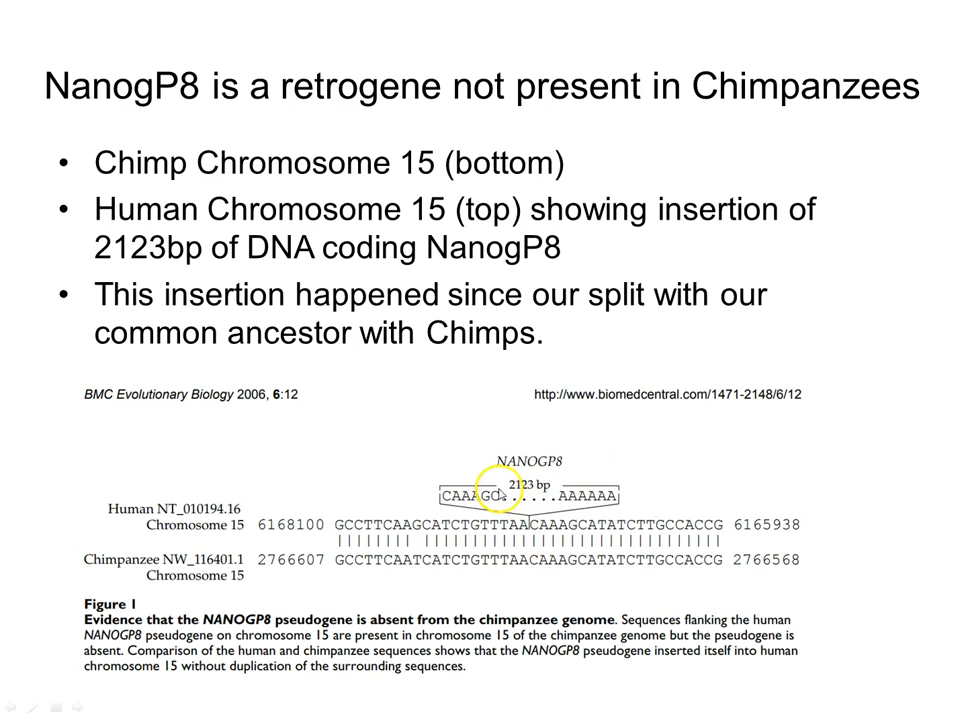 NanogP8 is a retrogene not present in Chimpanzees
• Chimp Chromosome 15 (bottom)
• Human Chromosome 15 (top) showing insertion of
2123bp of DNA coding NanogP8
• This insertion happened since our split with our
common ancestor with Chimps.
BMC Evolutionary Biology 2006, 6:12 http://www.biomedcentral.com/1471-2148/6/12
NANOGP8
2123 bp
CAAAGC......AAAAAA
Human NT_010194.16
Chromosome 15 6168100 GCCTTCAAGCATCTGTTTAACAAAGCATATCTTGCCACCG 6165938
Chimpanzee NW_116401.1 2766607 GCCTTCAATCATCTGTTTAACAAAGCATATCTTGCCACCG 2766568
Chromosome 15
Figure 1
Evidence that the NANOGP8 pseudogene is absent from the chimpanzee genome. Sequences flanking the human
NANOGP8 pseudogene on chromosome 15 are present in chromosome 15 of the chimpanzee genome but the pseudogene is
absent. Comparison of the human and chimpanzee sequences shows that the NANOGP8 pseudogene inserted itself into human
chromosome 15 without duplication of the surrounding sequences.